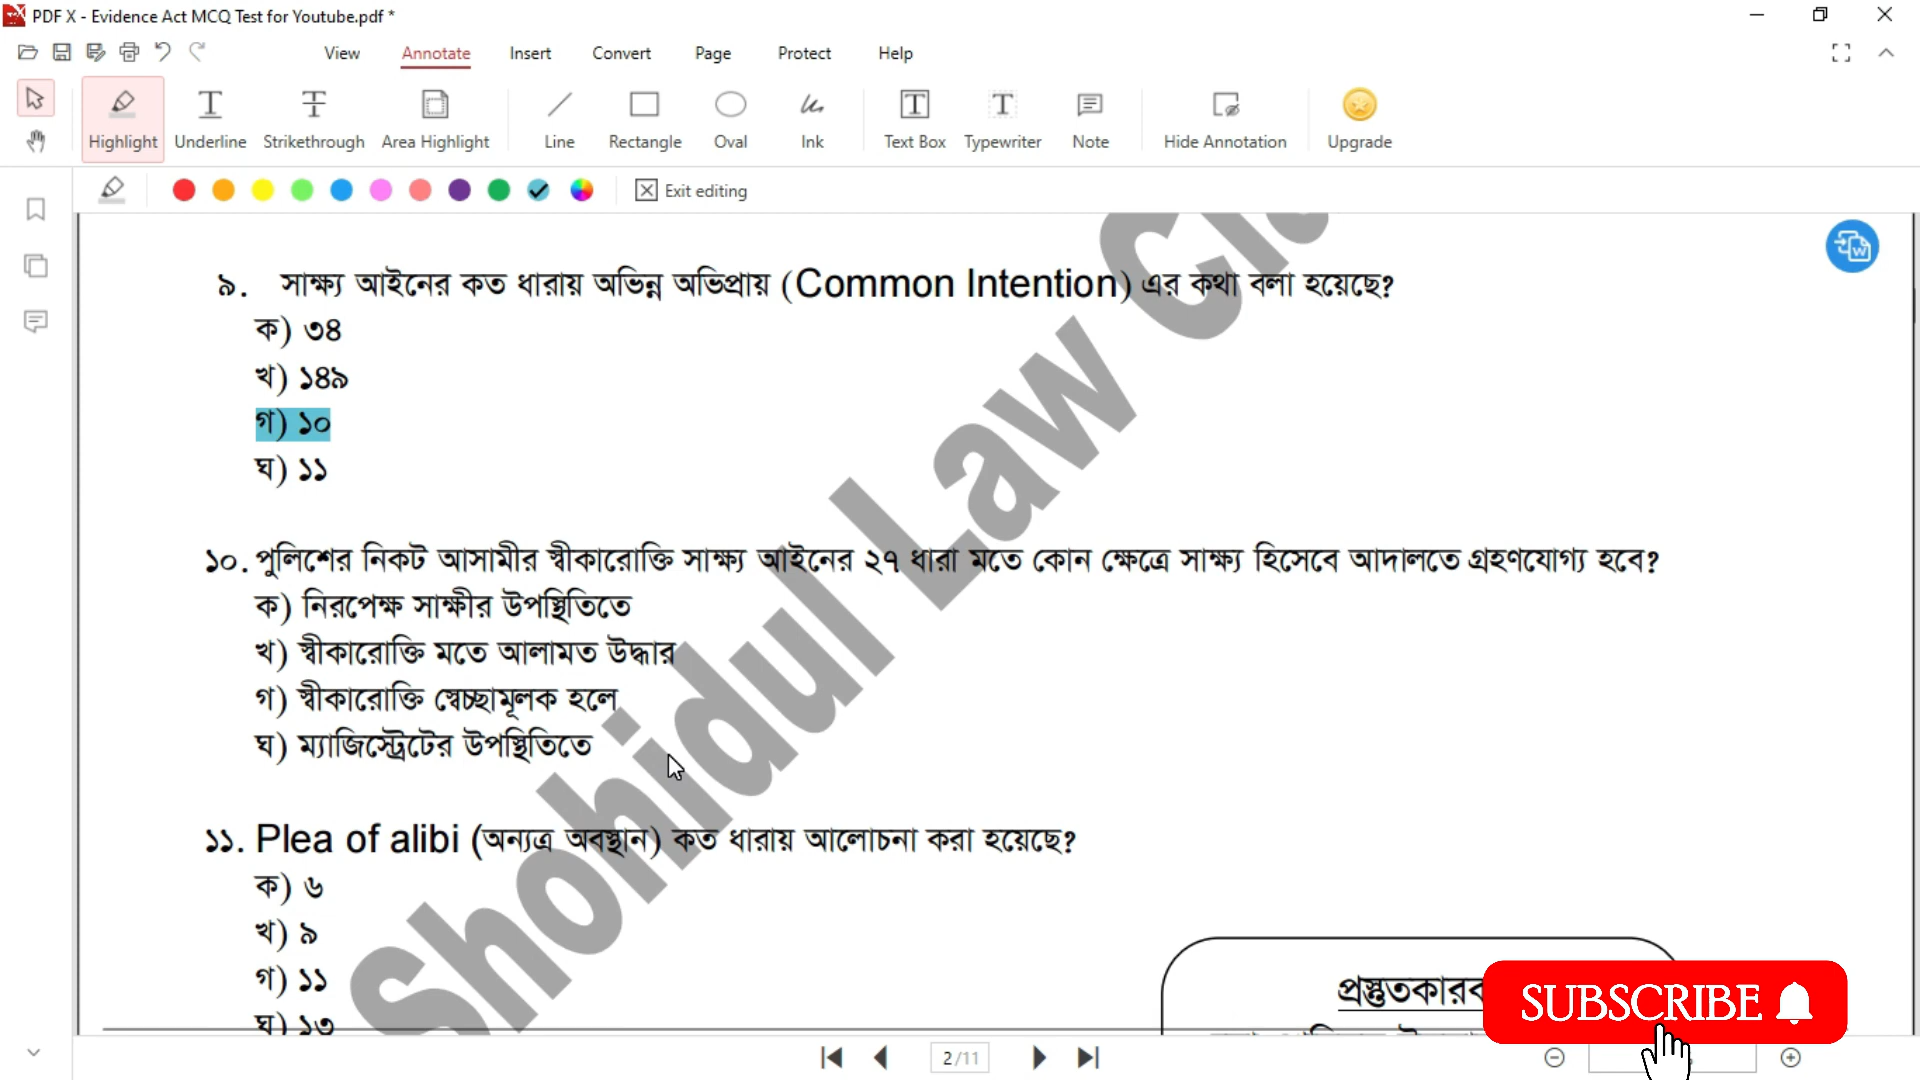 PDF X - Evidence Act MCQ Test for Youtube.pdf *
View Annotate Insert Convert Page Protect Help
Highlight Underline Strikethrough Area Highlight Line Rectangle Oval Ink Text Box Typewriter Note Hide Annotation Upgrade
Exit editing
৯. সাক্ষ্য আইনের কত ধারায় অভিন্ন অভিপ্রায় (Common Intention) এর কথা বলা হয়েছে?
ক) ৩৪
খ) ১৪৯
গ) ১০
ঘ) ১১
১০. পুলিশের নিকট আসামীর স্বীকারোক্তি সাক্ষ্য আইনের ২৭ ধারা মতে কোন ক্ষেত্রে সাক্ষ্য হিসেবে আদালতে গ্রহণযোগ্য হবে?
ক) নিরপেক্ষ সাক্ষীর উপস্থিতিতে
খ) স্বীকারোক্তি মতে আলামত উদ্ধার
গ) স্বীকারোক্তি স্বেচ্ছামূলক হলে
ঘ) ম্যাজিস্ট্রেটের উপস্থিতিতে
১১. Plea of alibi (অন্যত্র অবস্থান) কত ধারায় আলোচনা করা হয়েছে?
ক) ৬
খ) ৯
গ) ১১
ঘ) ১৩
Shohidul Law
SUBSCRIBE
2 /11